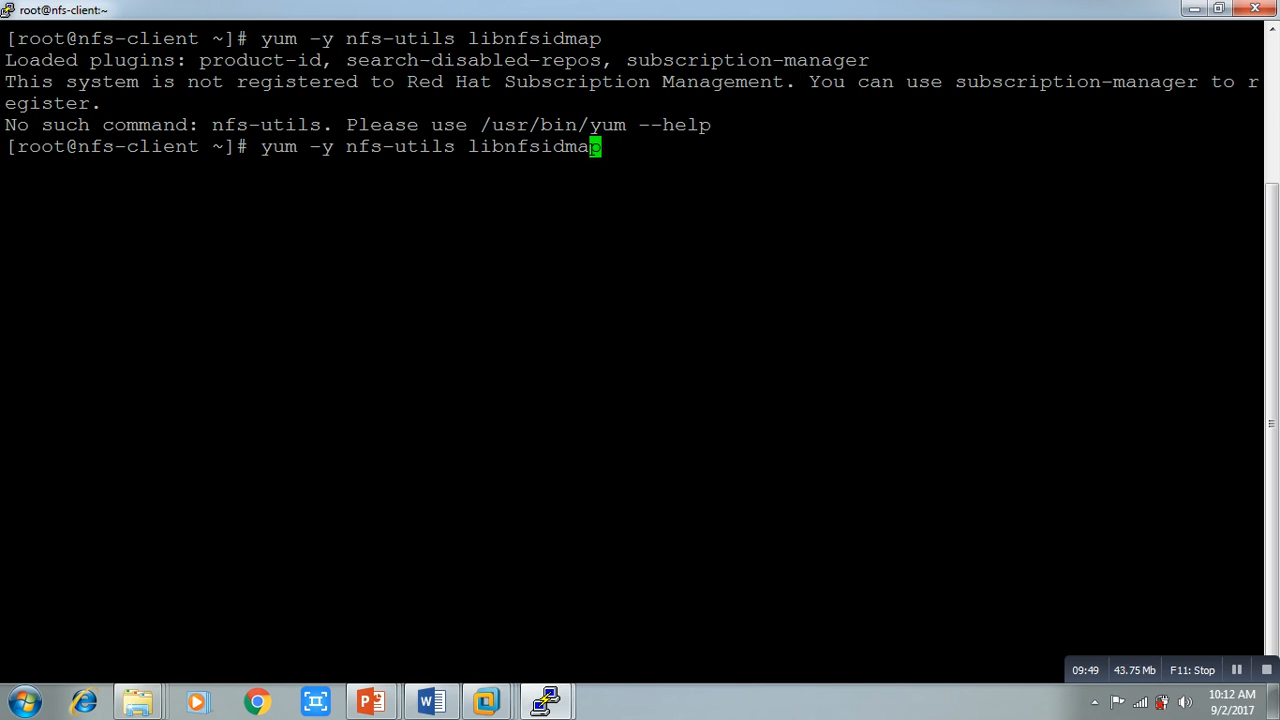 root@nfs-client:~
[root@nfs-client ~]# yum -y nfs-utils libnfsidmap
Loaded plugins: product-id, search-disabled-repos, subscription-manager
This system is not registered to Red Hat Subscription Management. You can use subscription-manager to r
egister.
No such command: nfs-utils. Please use /usr/bin/yum --help
[root@nfs-client ~]# yum -y nfs-utils libnfsidmap
09:49 43.75 Mb F11: Stop
10:12 AM
9/2/2017